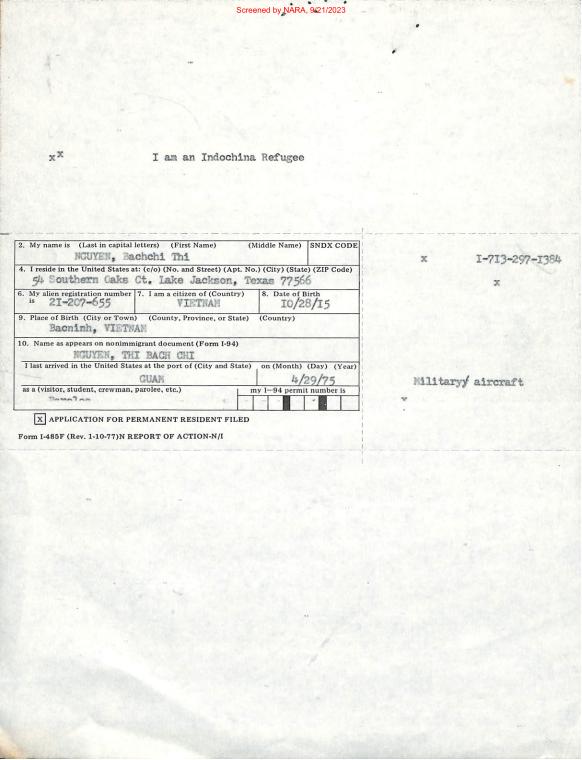 Screened by NARA, 9/21/2023
xx I am an Indochina Refugee
2. My name is (Last in capital letters) (First Name) (Middle Name) SNDX CODE
NGUYEN, Bachchi Thi
4. I reside in the United States at: (c/o) (No. and Street) (Apt. No.) (City) (State) (ZIP Code)
54 Southern Oaks Ct. Lake Jackson, Texas 77566
6. My alien registration number is 21-207-655
7. I am a citizen of (Country)
VIETNAM
8. Date of Birth
10/28/15
9. Place of Birth (City or Town) (County, Province, or State) (Country)
Bacninh, VIETNAM
10. Name as appears on nonimmigrant document (Form I-94)
NGUYEN, THI BACH CHI
I last arrived in the United States at the port of (City and State) on (Month) (Day) (Year)
GUAM 4/29/75
as a (visitor, student, crewman, parolee, etc.) my I-94 permit number is
X APPLICATION FOR PERMANENT RESIDENT FILED
Form I-485F (Rev. 1-10-77)N REPORT OF ACTION-N/I
x 1-713-297-1384
x
Military/ aircraft